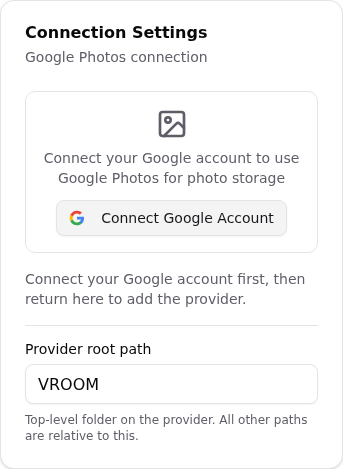 Connection Settings
Google Photos connection
Connect your Google account to use
Google Photos for photo storage
Connect Google Account
Connect your Google account first, then
return here to add the provider.
Provider root path
VROOM
Top-level folder on the provider. All other paths
are relative to this.